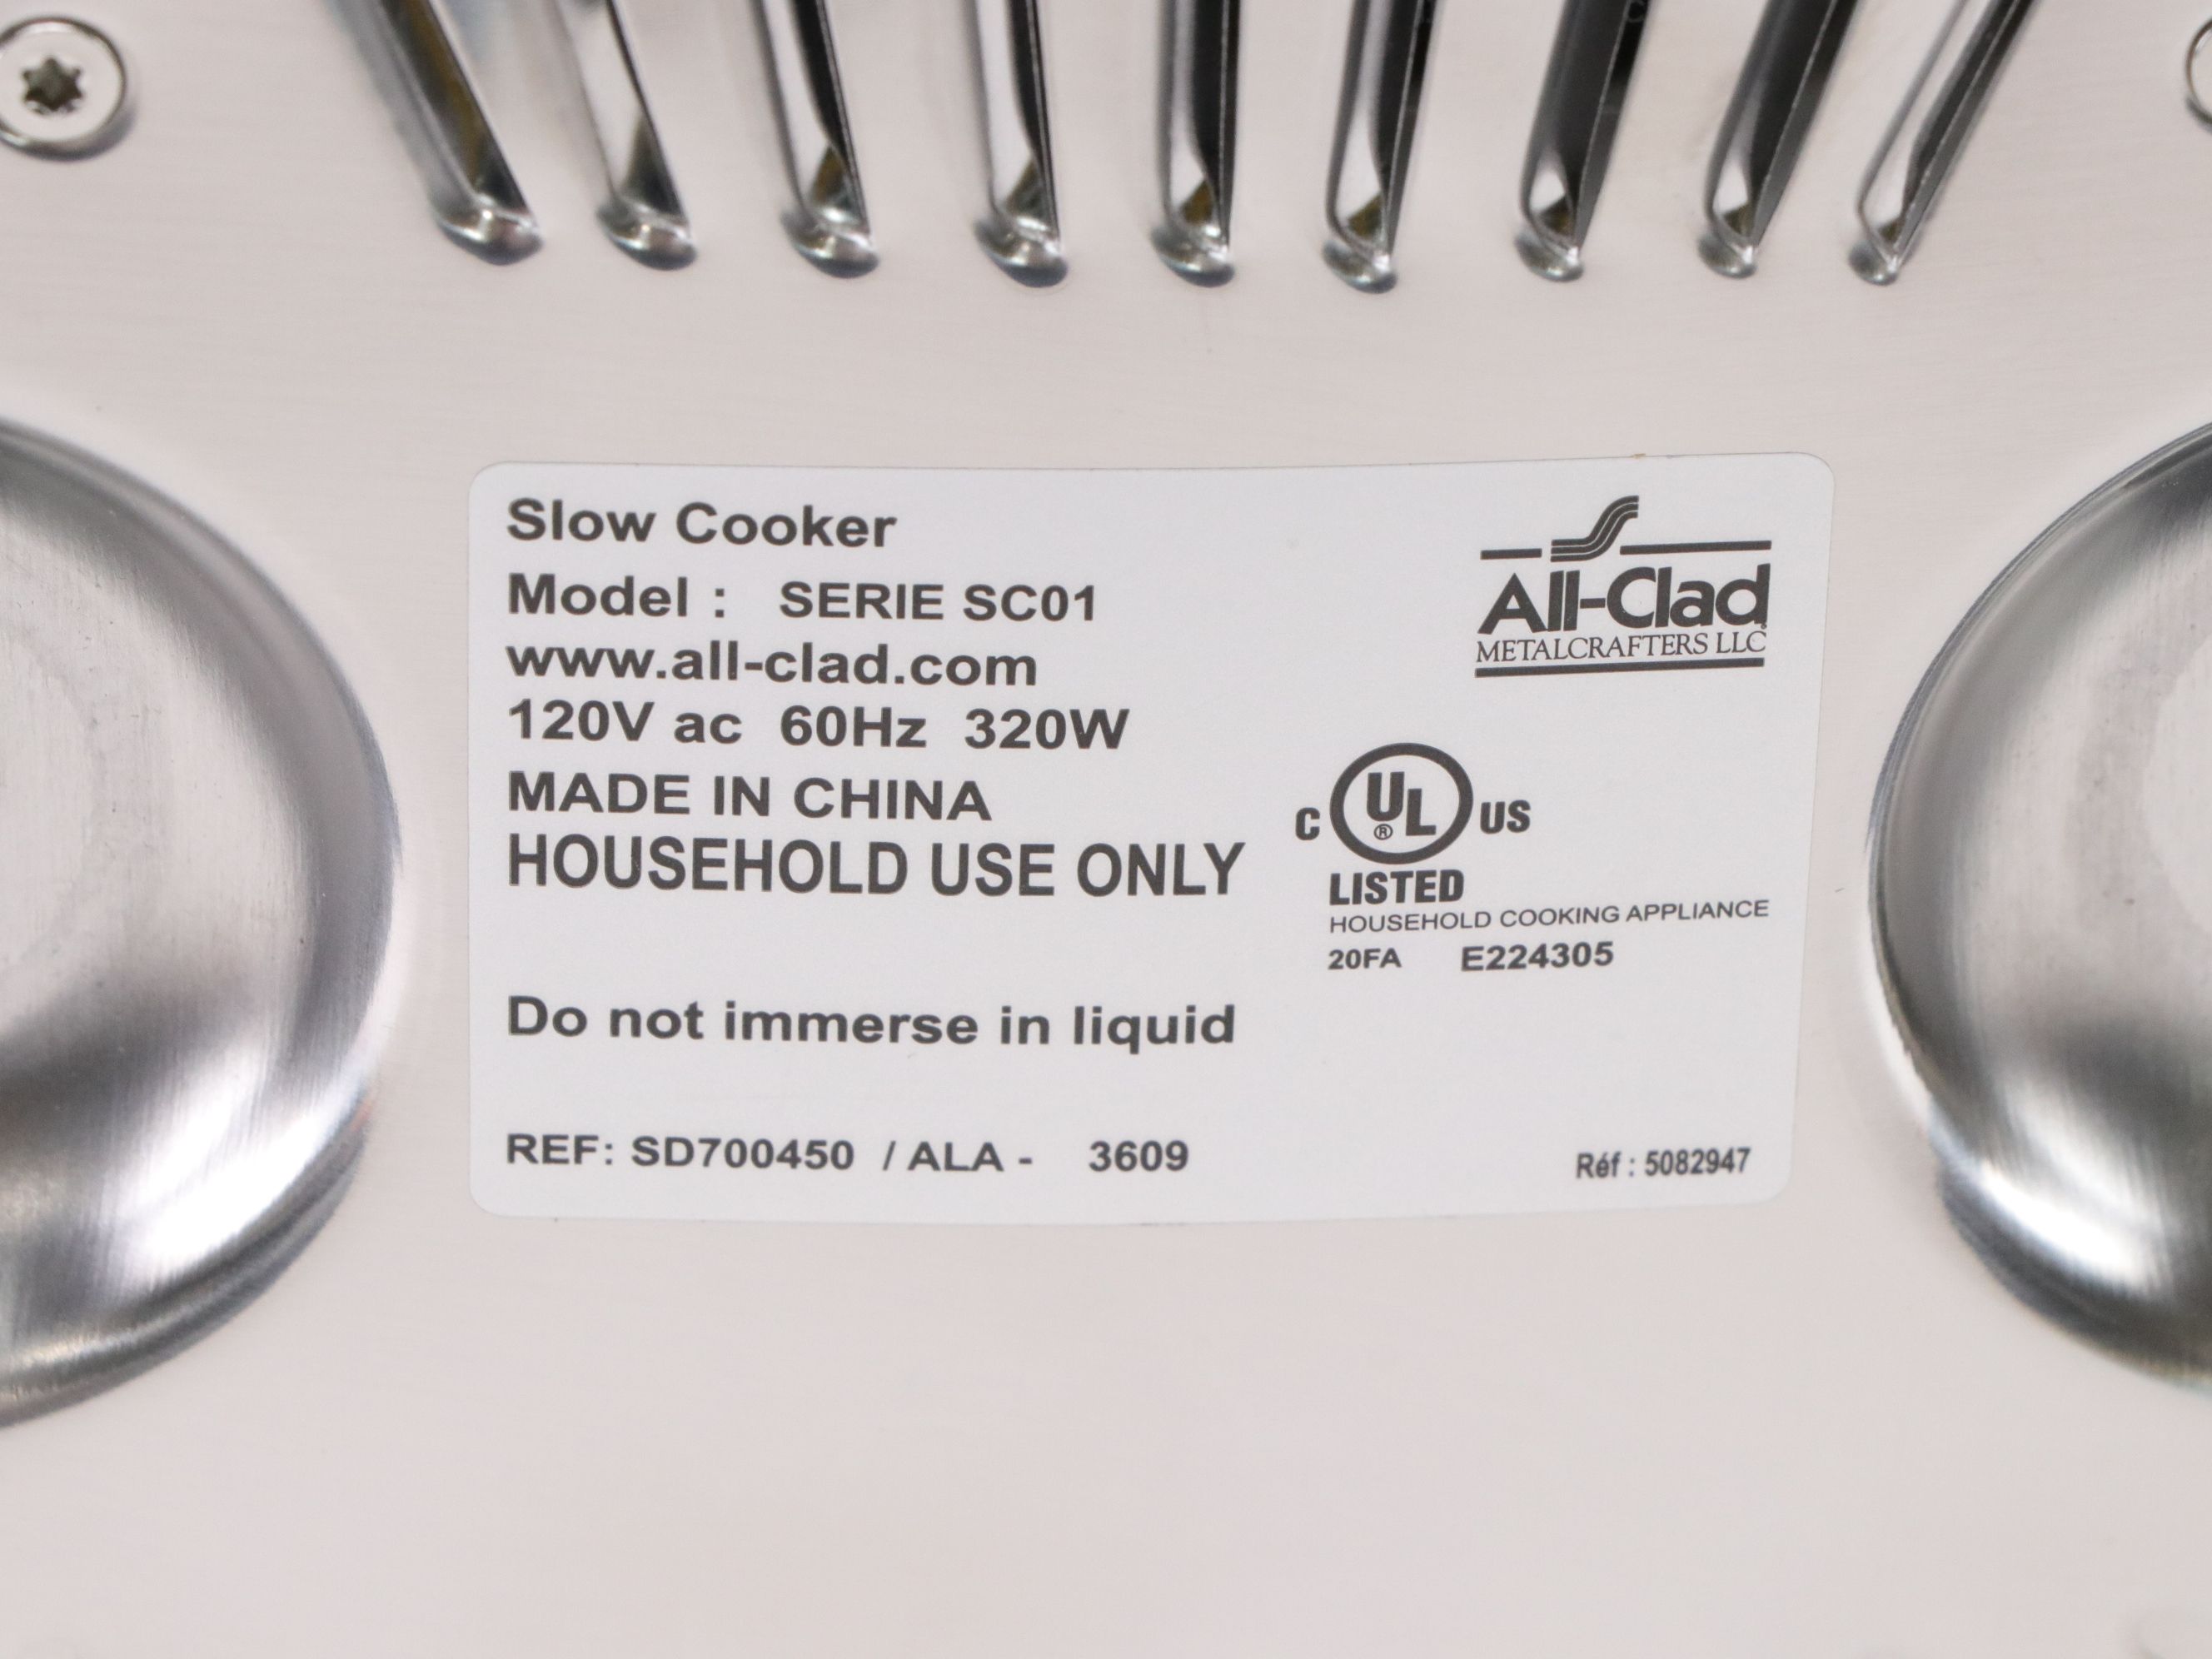 Slow Cooker
Model : SERIE SC01
www.all-clad.com
120V ac 60Hz 320W
MADE IN CHINA
HOUSEHOLD USE ONLY
Do not immerse in liquid
REF: SD700450 / ALA - 3609
All-Clad
METALCRAFTERS LLC
C UL ® US
LISTED
HOUSEHOLD COOKING APPLIANCE
20FA E224305
Réf : 5082947